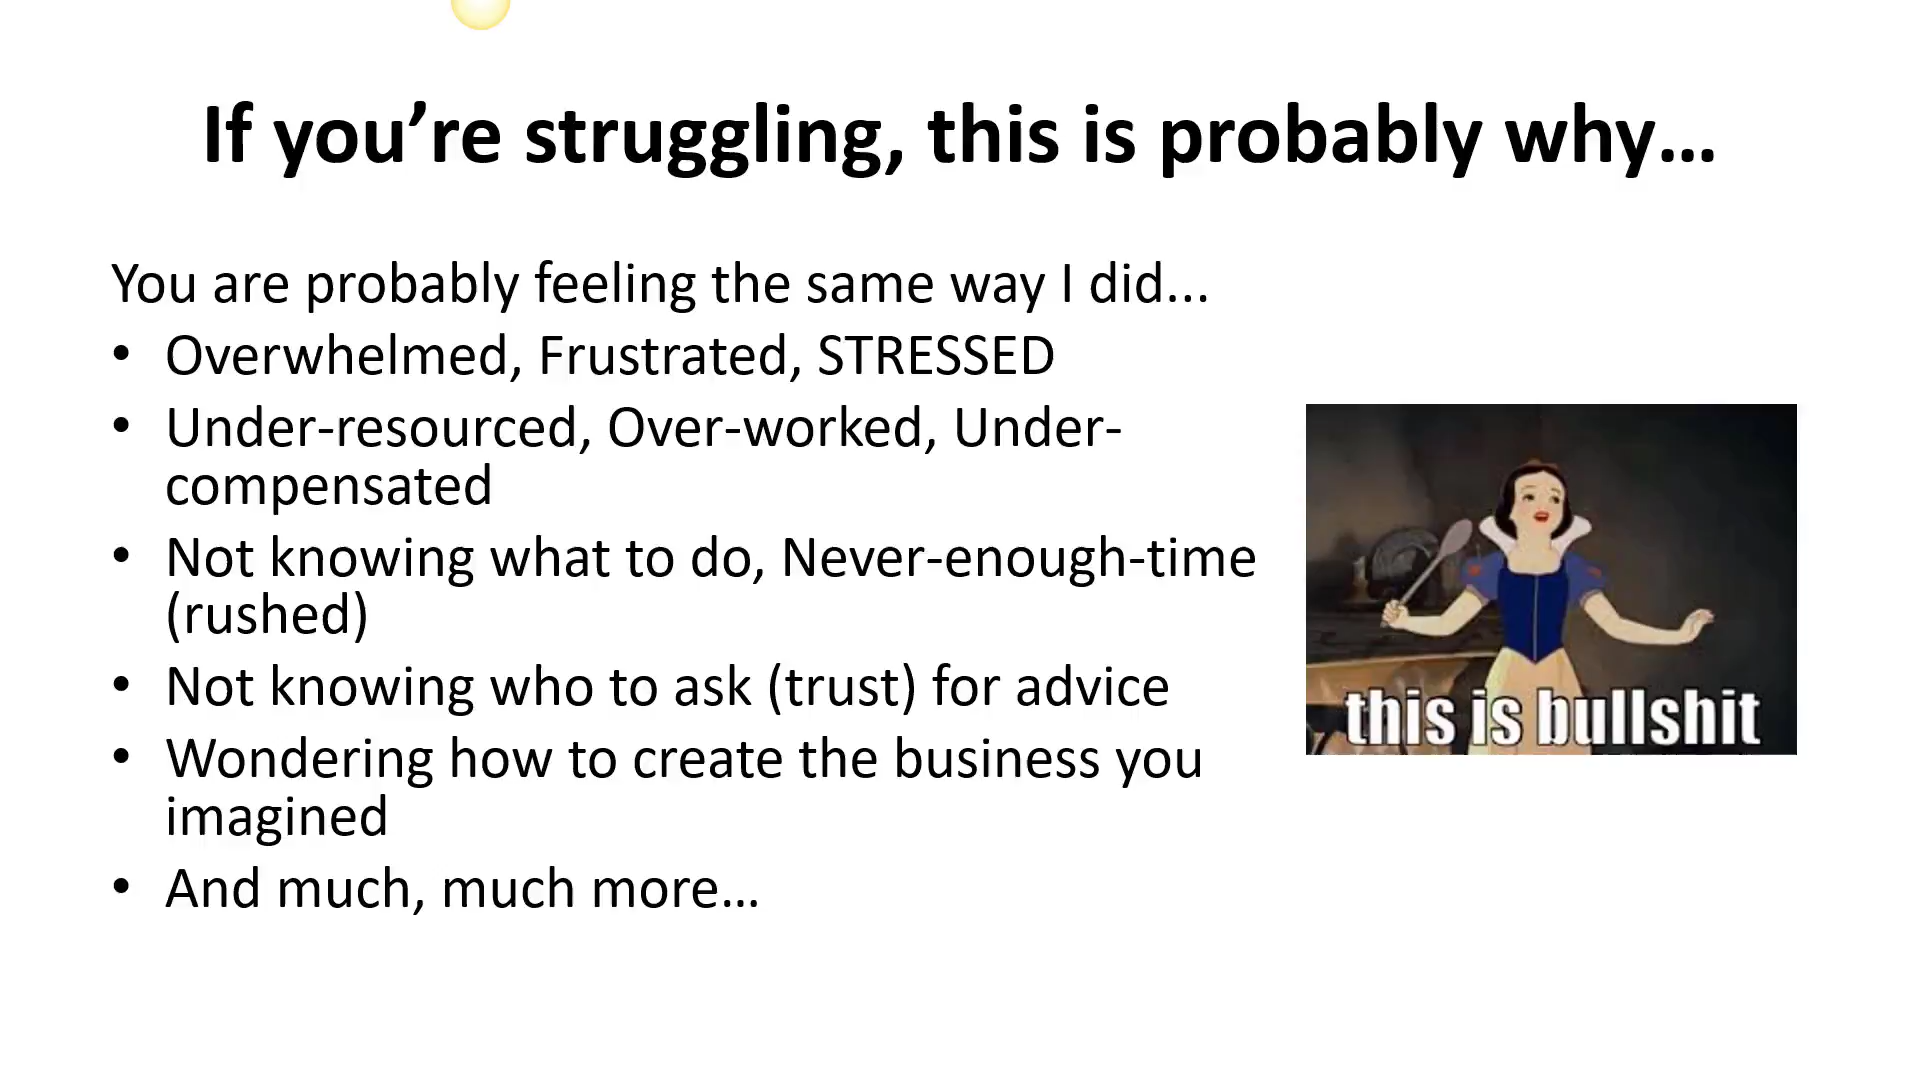 If you’re struggling, this is probably why…
You are probably feeling the same way I did...
• Overwhelmed, Frustrated, STRESSED
• Under-resourced, Over-worked, Under-
compensated
• Not knowing what to do, Never-enough-time
(rushed)
• Not knowing who to ask (trust) for advice
• Wondering how to create the business you
imagined
• And much, much more…
this is bullshit